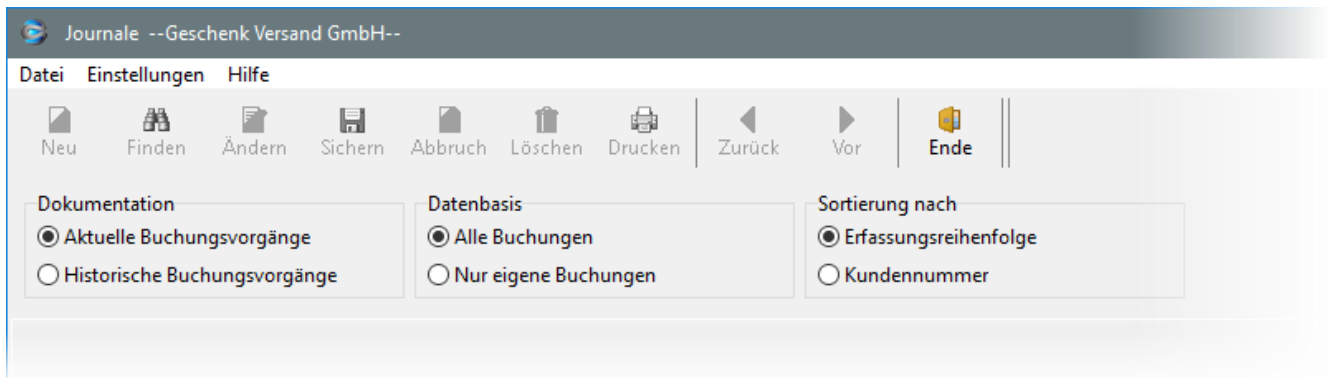 Journale --Geschenk Versand GmbH--
Datei Einstellungen Hilfe
Neu Finden Ändern Sichern Abbruch Löschen Drucken Zurück Vor Ende
Dokumentation Datenbasis Sortierung nach
Aktuelle Buchungsvorgänge Alle Buchungen Erfassungsreihenfolge
Historische Buchungsvorgänge Nur eigene Buchungen Kundennummer